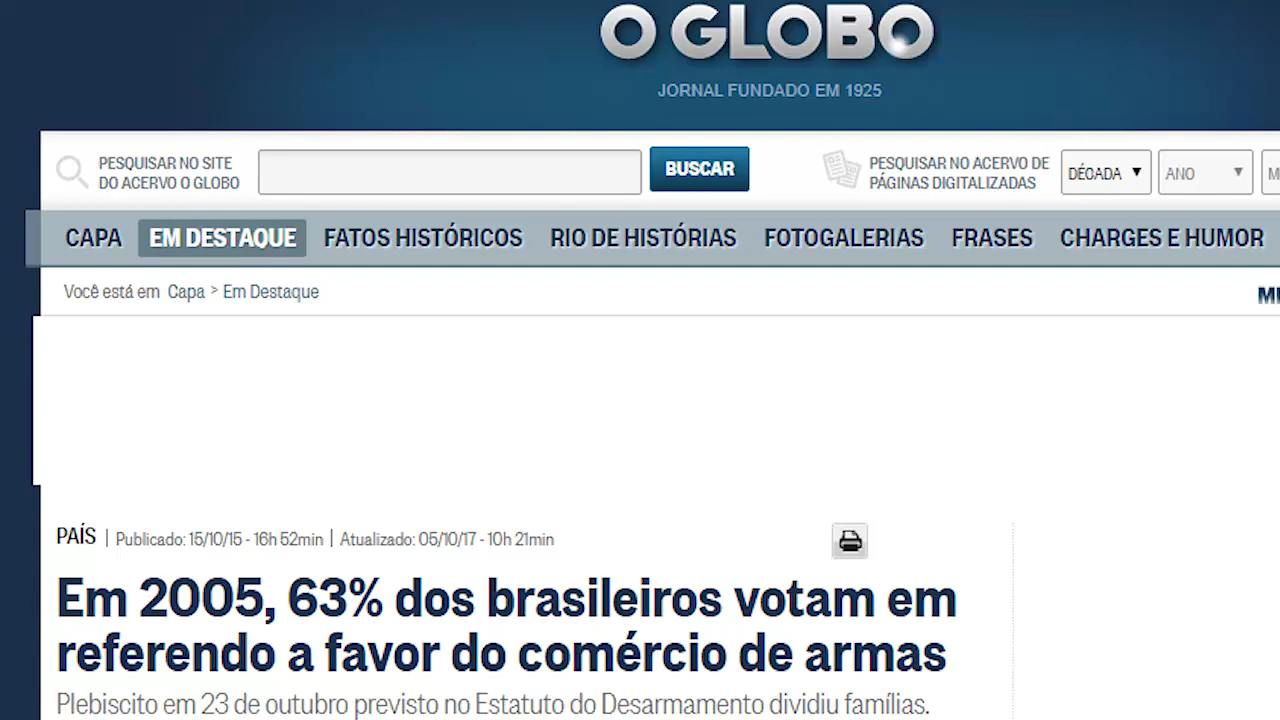 O GLOBO
JORNAL FUNDADO EM 1925
PESQUISAR NO SITE
DO ACERVO O GLOBO
BUSCAR
PESQUISAR NO ACERVO DE
PÁGINAS DIGITALIZADAS
DÉCADA
ANO
CAPA EM DESTAQUE FATOS HISTÓRICOS RIO DE HISTÓRIAS FOTOGALERIAS FRASES CHARGES E HUMOR
Você está em Capa > Em Destaque
PAÍS | Publicado: 15/10/15 - 16h 52min | Atualizado: 05/10/17 - 10h 21min
Em 2005, 63% dos brasileiros votam em
referendo a favor do comércio de armas
Plebiscito em 23 de outubro previsto no Estatuto do Desarmamento dividiu famílias.